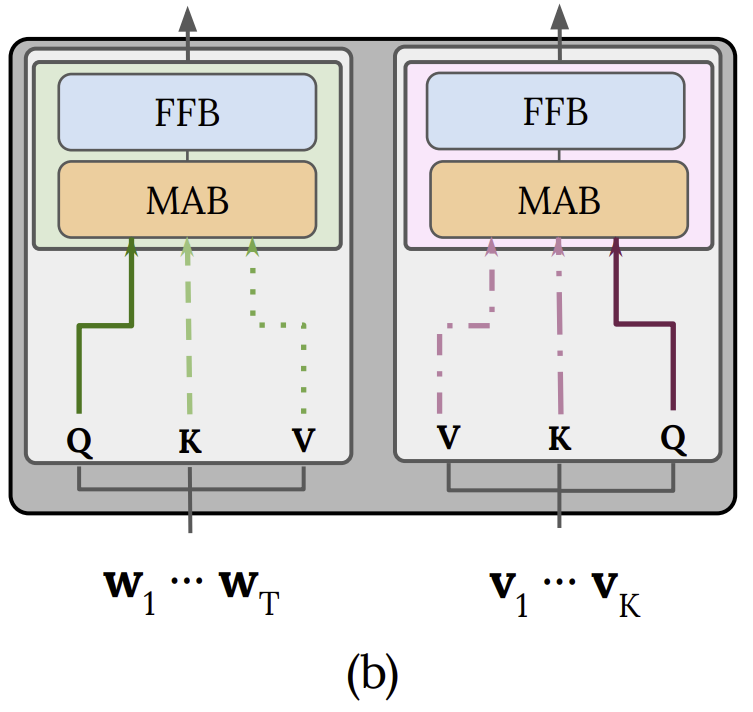 FFB
MAB
Q K V
FFB
MAB
V K Q
w1 ··· wT
v1 ··· vK
(b)